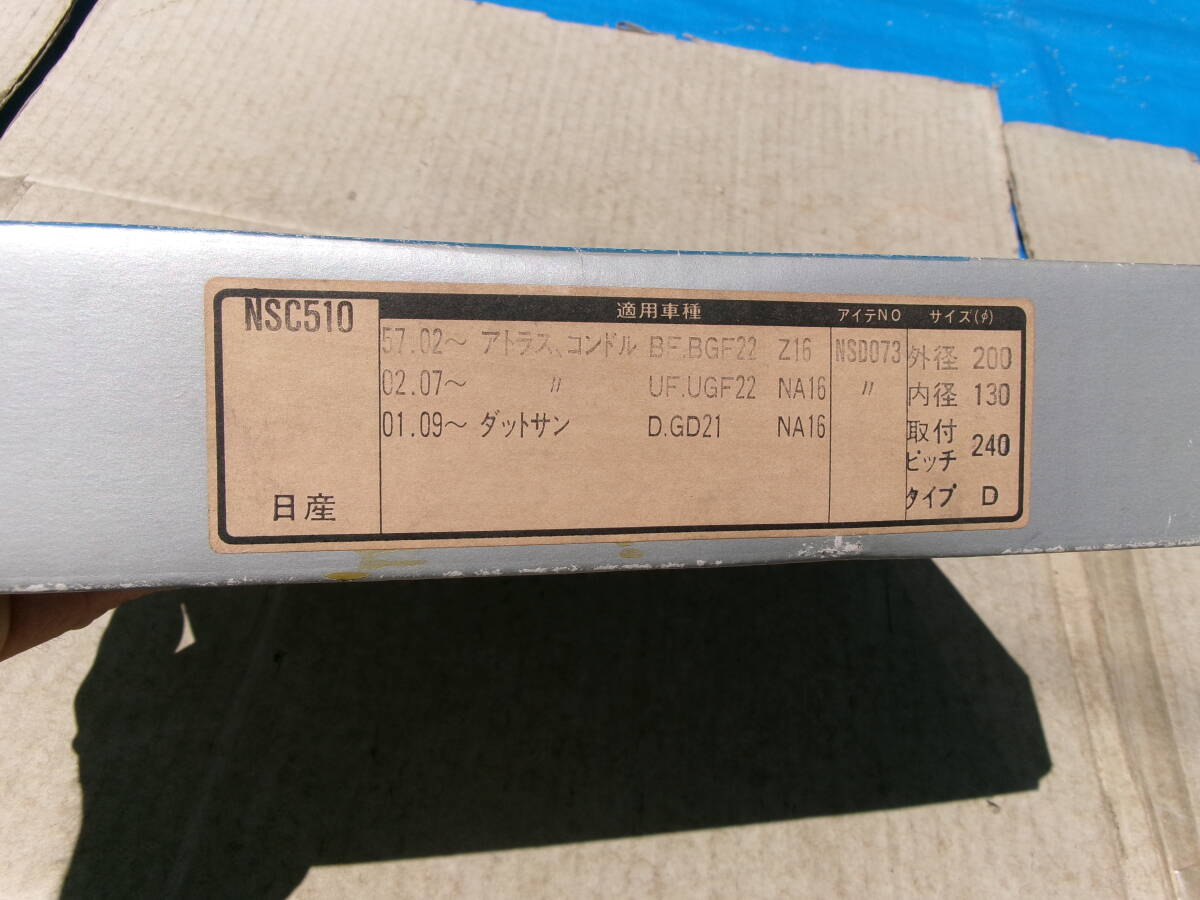 NSC510
日産
適用車種 アイテNO サイズ(φ)
57.02～ アトラス、コンドル BF.BGF22 Z16 NSD073 外径 200
02.07～ 〃 UF.UGF22 NA16 〃 内径 130
01.09～ ダットサン D.GD21 NA16 取付ピッチ 240
タイプ D